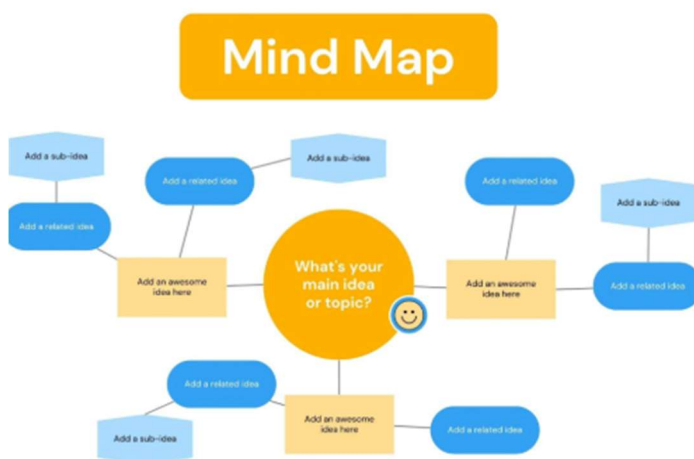 Mind Map
Add a sub-idea
Add a related idea
Add a related idea
Add a sub-idea
Add an awesome
idea here
What's your
main idea
or topic?
Add a related idea
Add a sub-idea
Add an awesome
idea here
Add a related idea
Add a related idea
Add a sub-idea
Add an awesome
idea here
Add a related idea